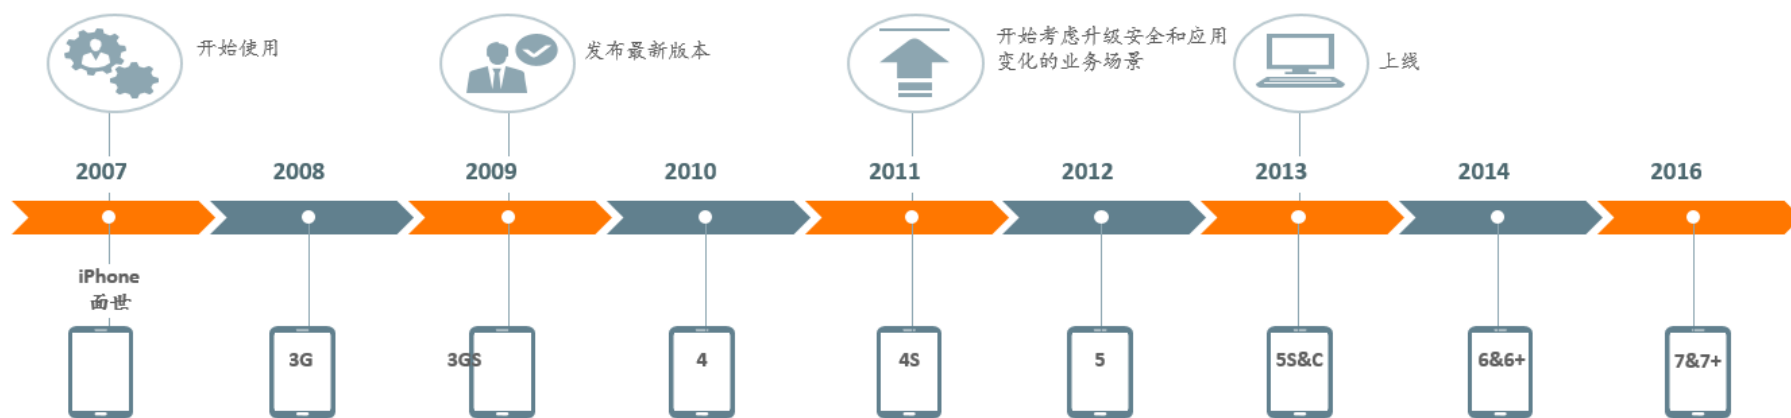 开始使用
发布最新版本
开始考虑升级安全和应用
变化的业务场景
上线
2007
2008
2009
2010
2011
2012
2013
2014
2016
iPhone
面世
3G
3GS
4
4S
5
5S&C
6&6+
7&7+